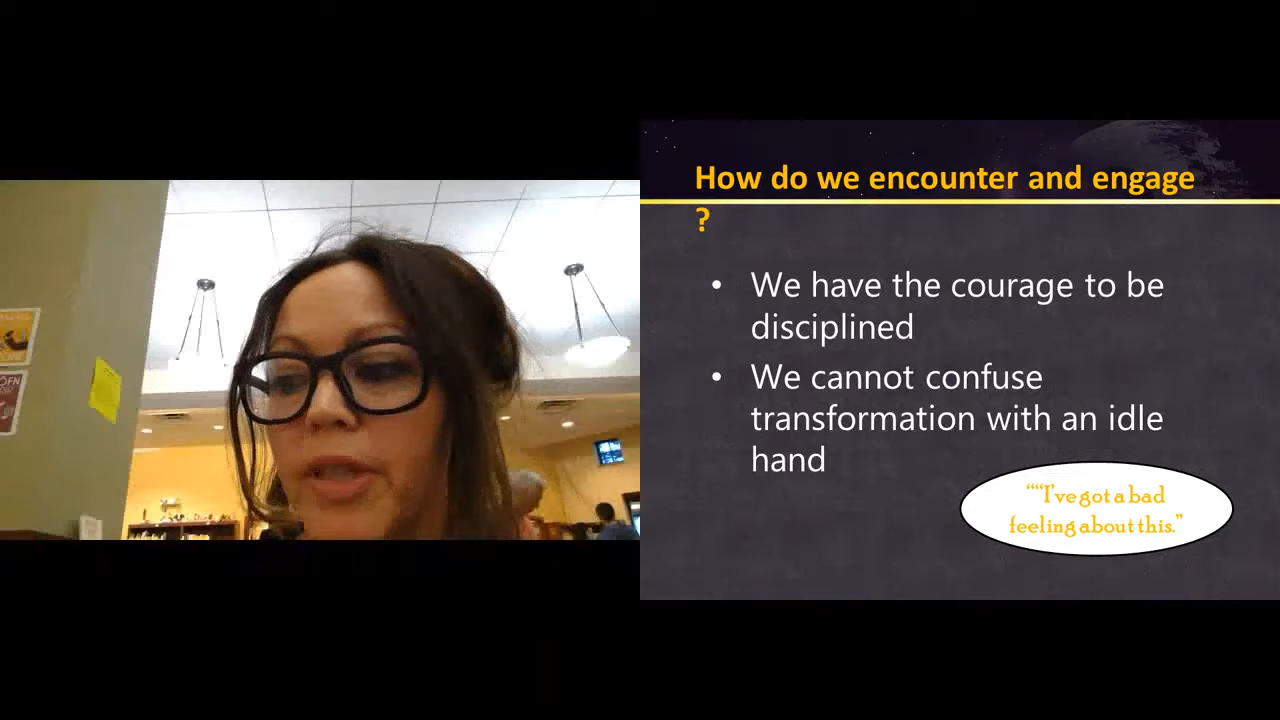 How do we encounter and engage
?
• We have the courage to be
disciplined
• We cannot confuse
transformation with an idle
hand
““I’ve got a bad
feeling about this.”